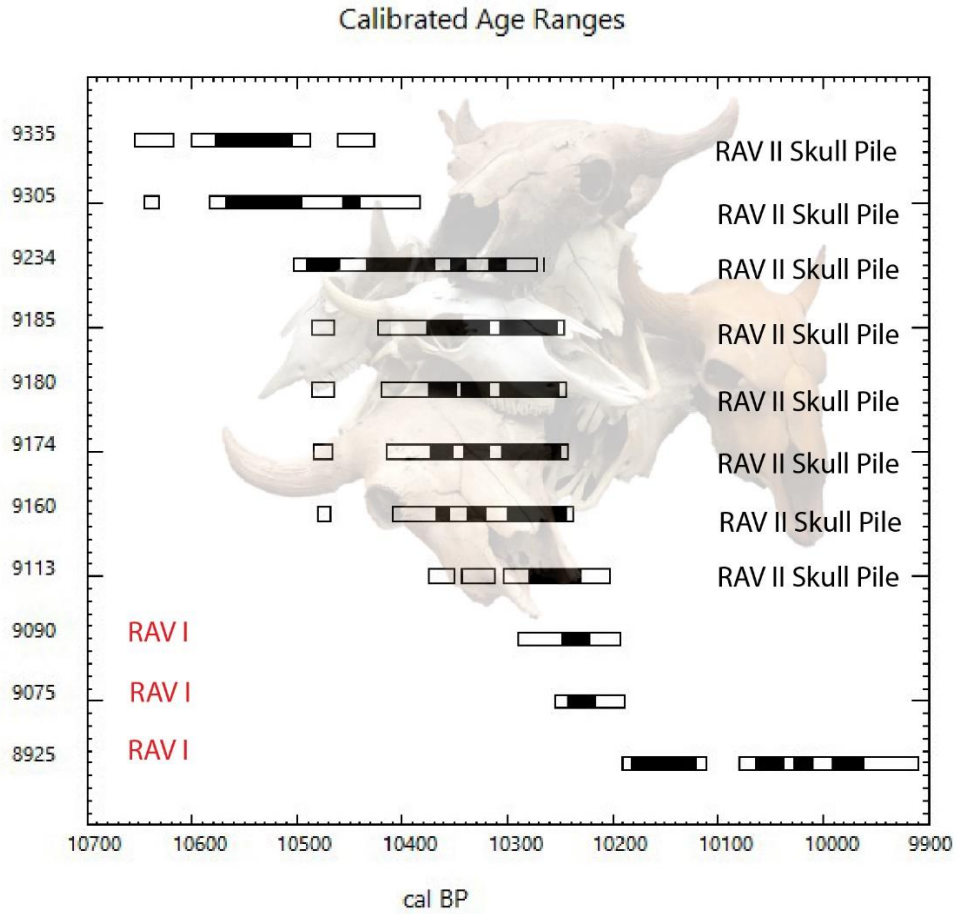 Calibrated Age Ranges
9335 RAV II Skull Pile
9305 RAV II Skull Pile
9234 RAV II Skull Pile
9185 RAV II Skull Pile
9180 RAV II Skull Pile
9174 RAV II Skull Pile
9160 RAV II Skull Pile
9113 RAV II Skull Pile
9090 RAV I
9075 RAV I
8925 RAV I
10700 10600 10500 10400 10300 10200 10100 10000 9900
cal BP